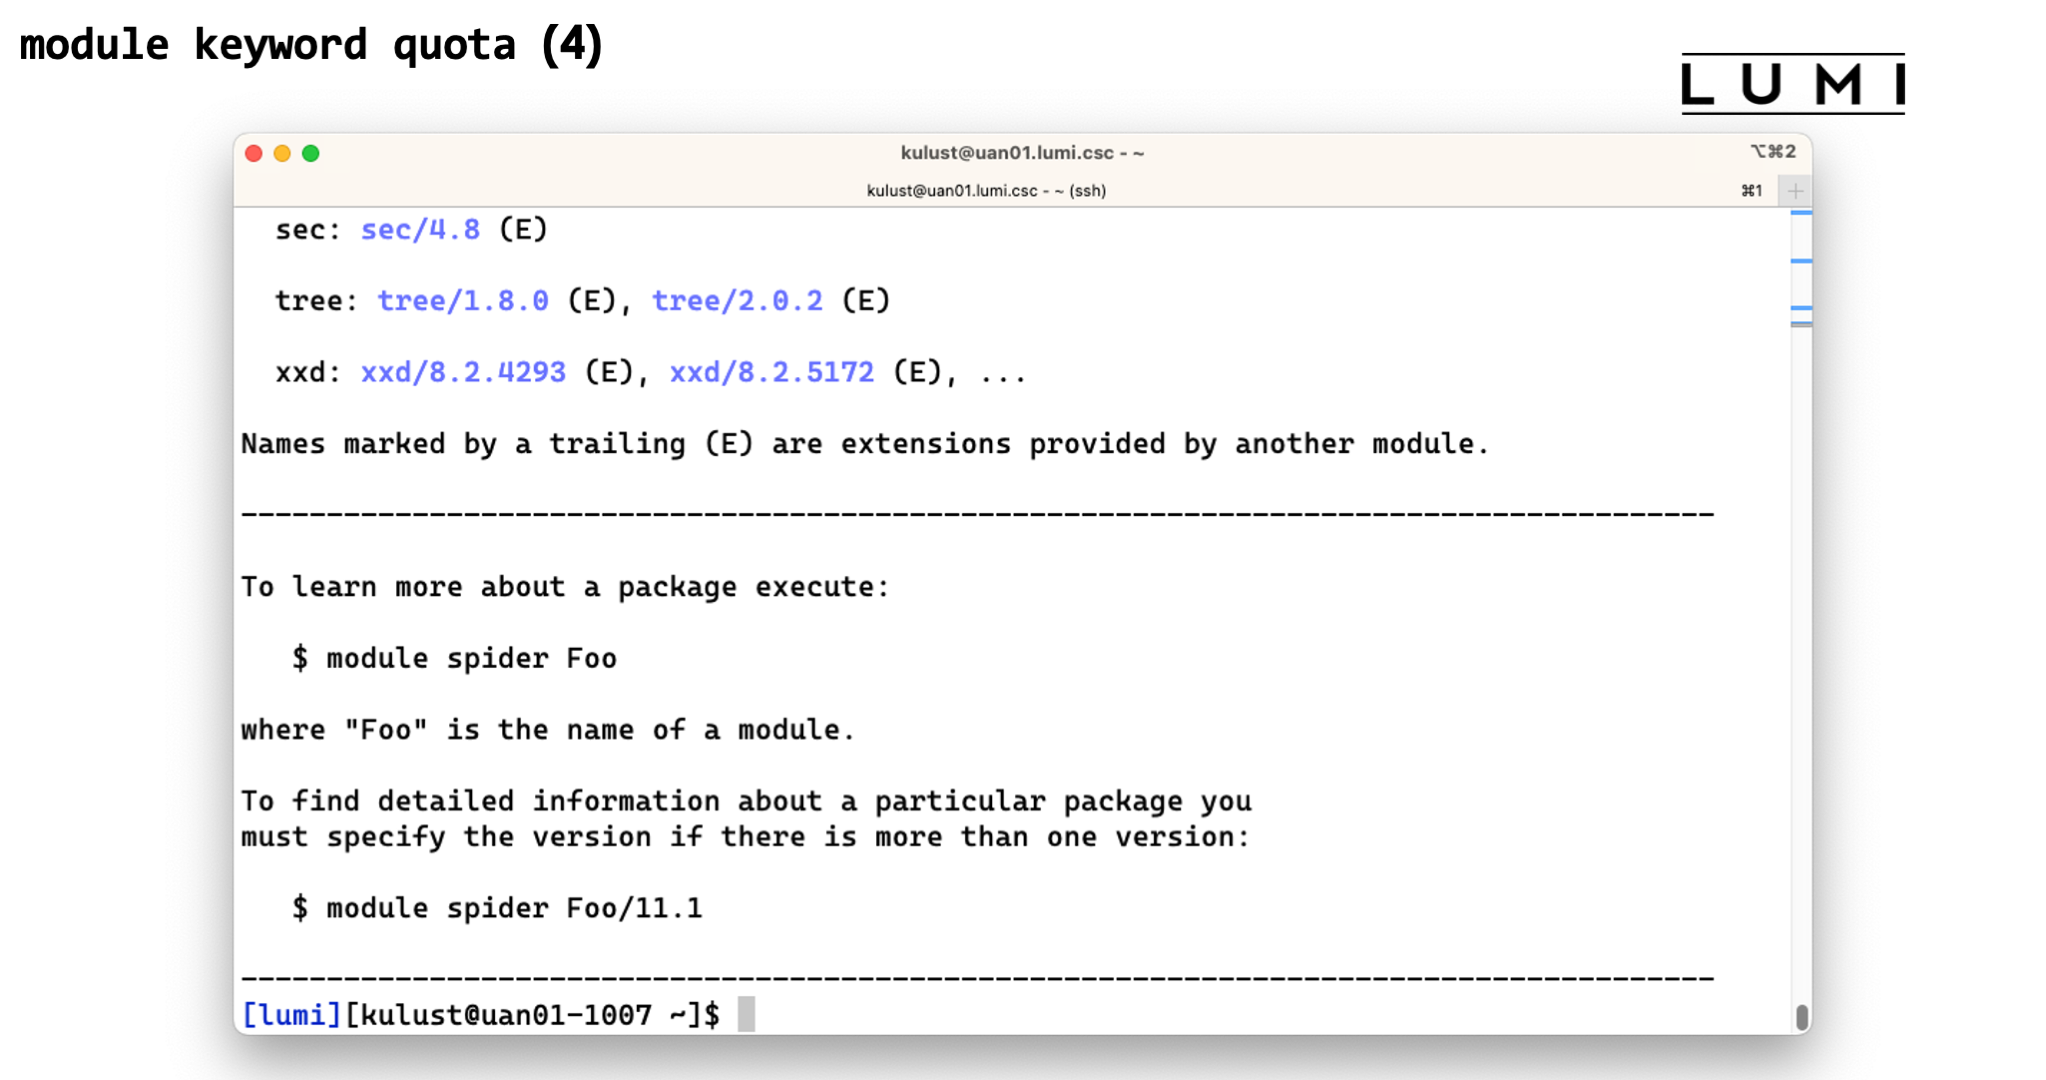 module keyword quota (4)
LUMI
kulust@uan01.lumi.csc - ~
⌥⌘2
kulust@uan01.lumi.csc - ~ (ssh)
⌘1
+
sec: sec/4.8 (E)
tree: tree/1.8.0 (E), tree/2.0.2 (E)
xxd: xxd/8.2.4293 (E), xxd/8.2.5172 (E), ...
Names marked by a trailing (E) are extensions provided by another module.
--------------------------------------------------------------------------------------
To learn more about a package execute:
$ module spider Foo
where "Foo" is the name of a module.
To find detailed information about a particular package you
must specify the version if there is more than one version:
$ module spider Foo/11.1
--------------------------------------------------------------------------------------
[lumi][kulust@uan01-1007 ~]$